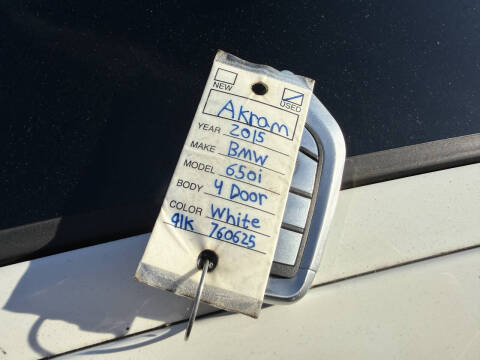 NEW USED
Akram
YEAR 2015
MAKE BMW
MODEL 650i
BODY 4 Door
COLOR White
91K 760625